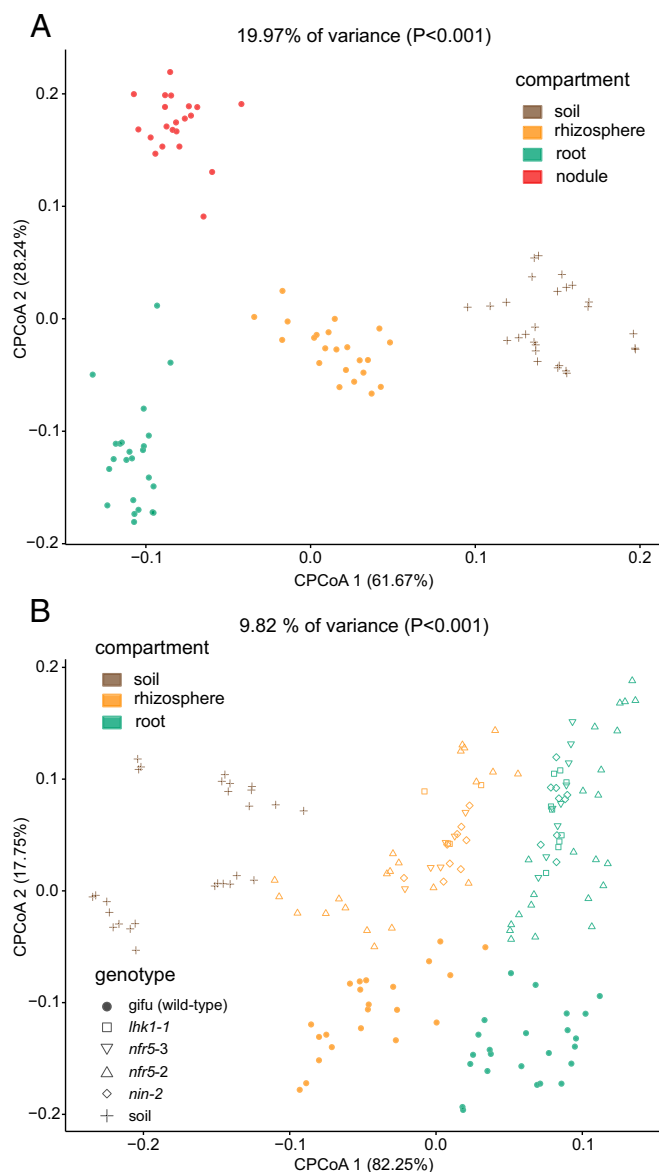 A
19.97% of variance (P<0.001)
compartment
soil
rhizosphere
root
nodule
0.2
0.1
0.0
−0.1
−0.2
CPCoA 2 (28.24%)
−0.1
0.0
0.1
0.2
CPCoA 1 (61.67%)
B
9.82 % of variance (P<0.001)
compartment
soil
rhizosphere
root
0.2
0.1
0.0
−0.1
−0.2
CPCoA 2 (17.75%)
genotype
gifu (wild-type)
lhk1-1
nfr5-3
nfr5-2
nin-2
soil
−0.2
−0.1
0.0
0.1
CPCoA 1 (82.25%)